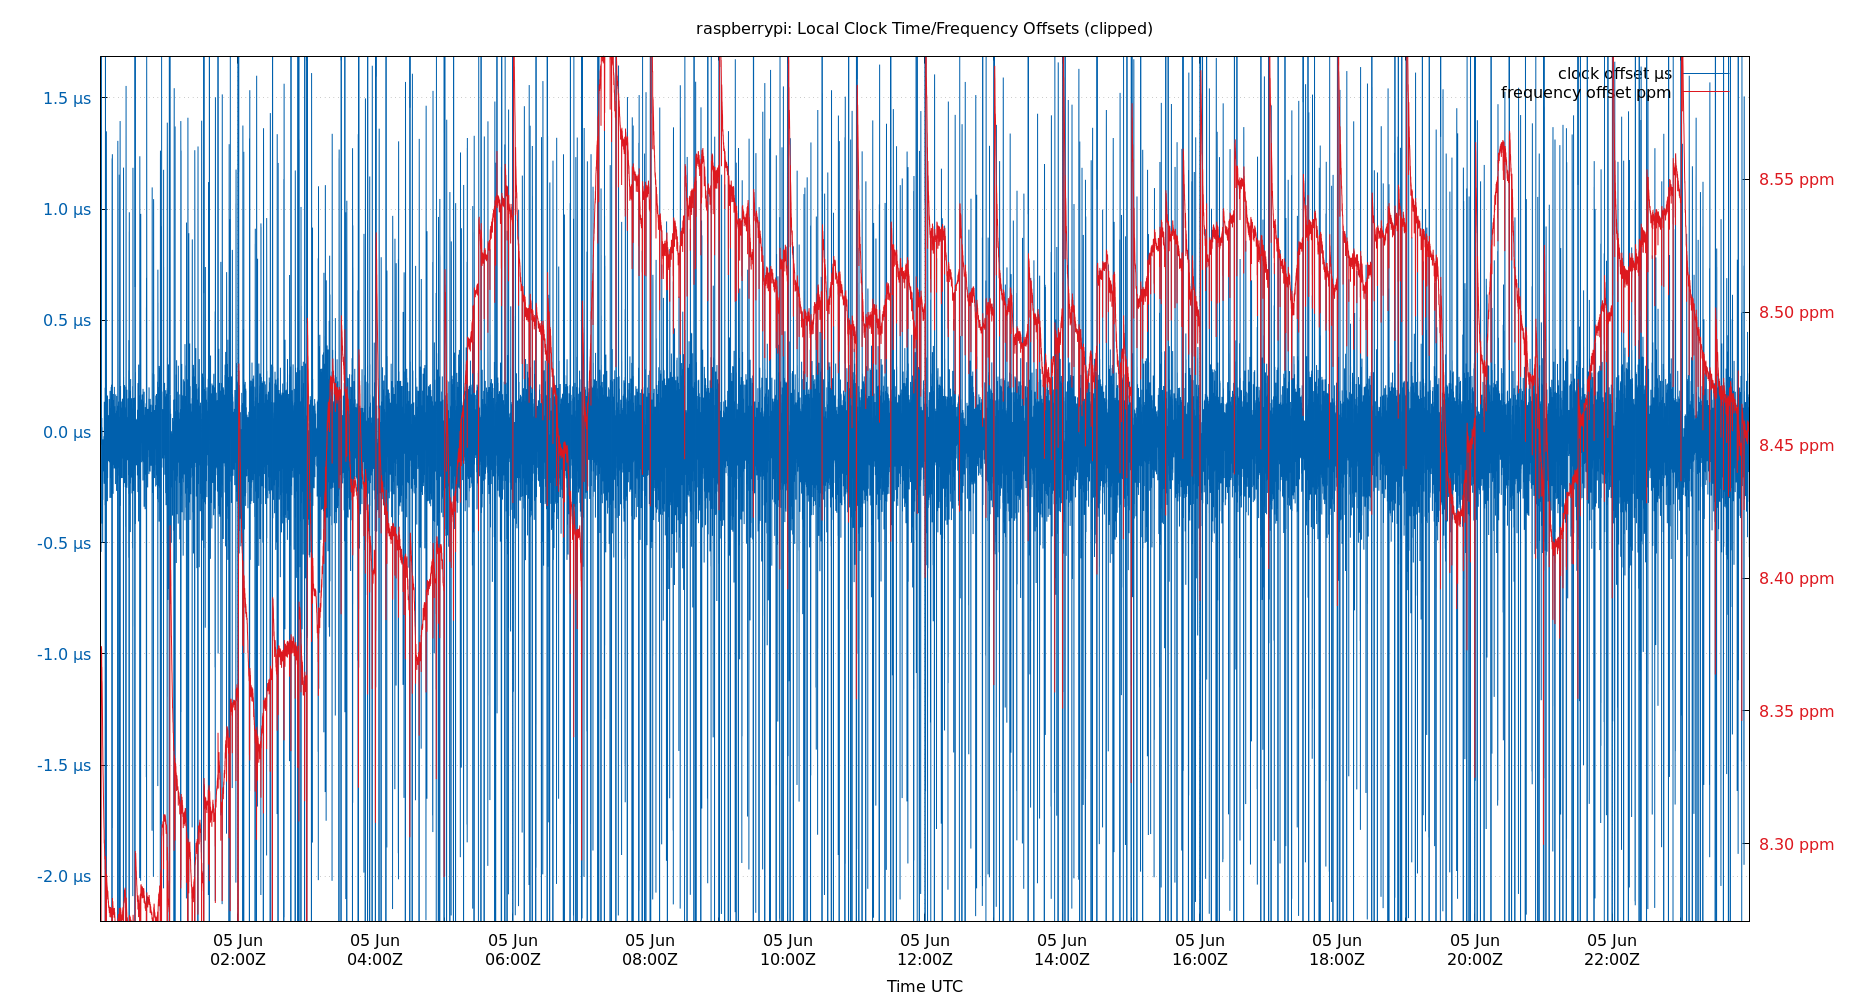 raspberrypi: Local Clock Time/Frequency Offsets (clipped)
clock offset µs
frequency offset ppm
1.5 µs
1.0 µs
0.5 µs
0.0 µs
-0.5 µs
-1.0 µs
-1.5 µs
-2.0 µs
8.55 ppm
8.50 ppm
8.45 ppm
8.40 ppm
8.35 ppm
8.30 ppm
05 Jun 05 Jun 05 Jun 05 Jun 05 Jun 05 Jun 05 Jun 05 Jun 05 Jun 05 Jun 05 Jun
02:00Z 04:00Z 06:00Z 08:00Z 10:00Z 12:00Z 14:00Z 16:00Z 18:00Z 20:00Z 22:00Z
Time UTC